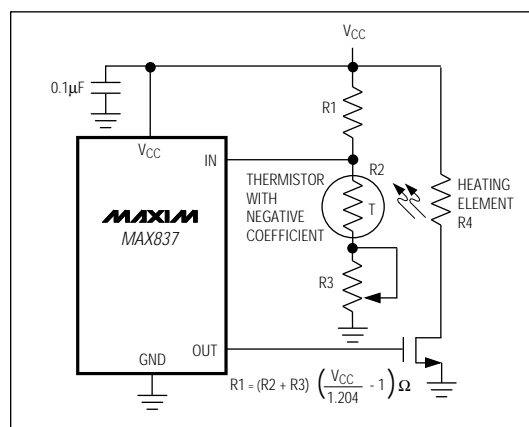 VCC
0.1µF
R1
VCC
IN
R2
THERMISTOR
WITH
NEGATIVE
COEFFICIENT
T
HEATING
ELEMENT
R4
MAXIM
MAX837
R3
OUT
GND
R1 = (R2 + R3) (VCC/1.204 - 1) Ω